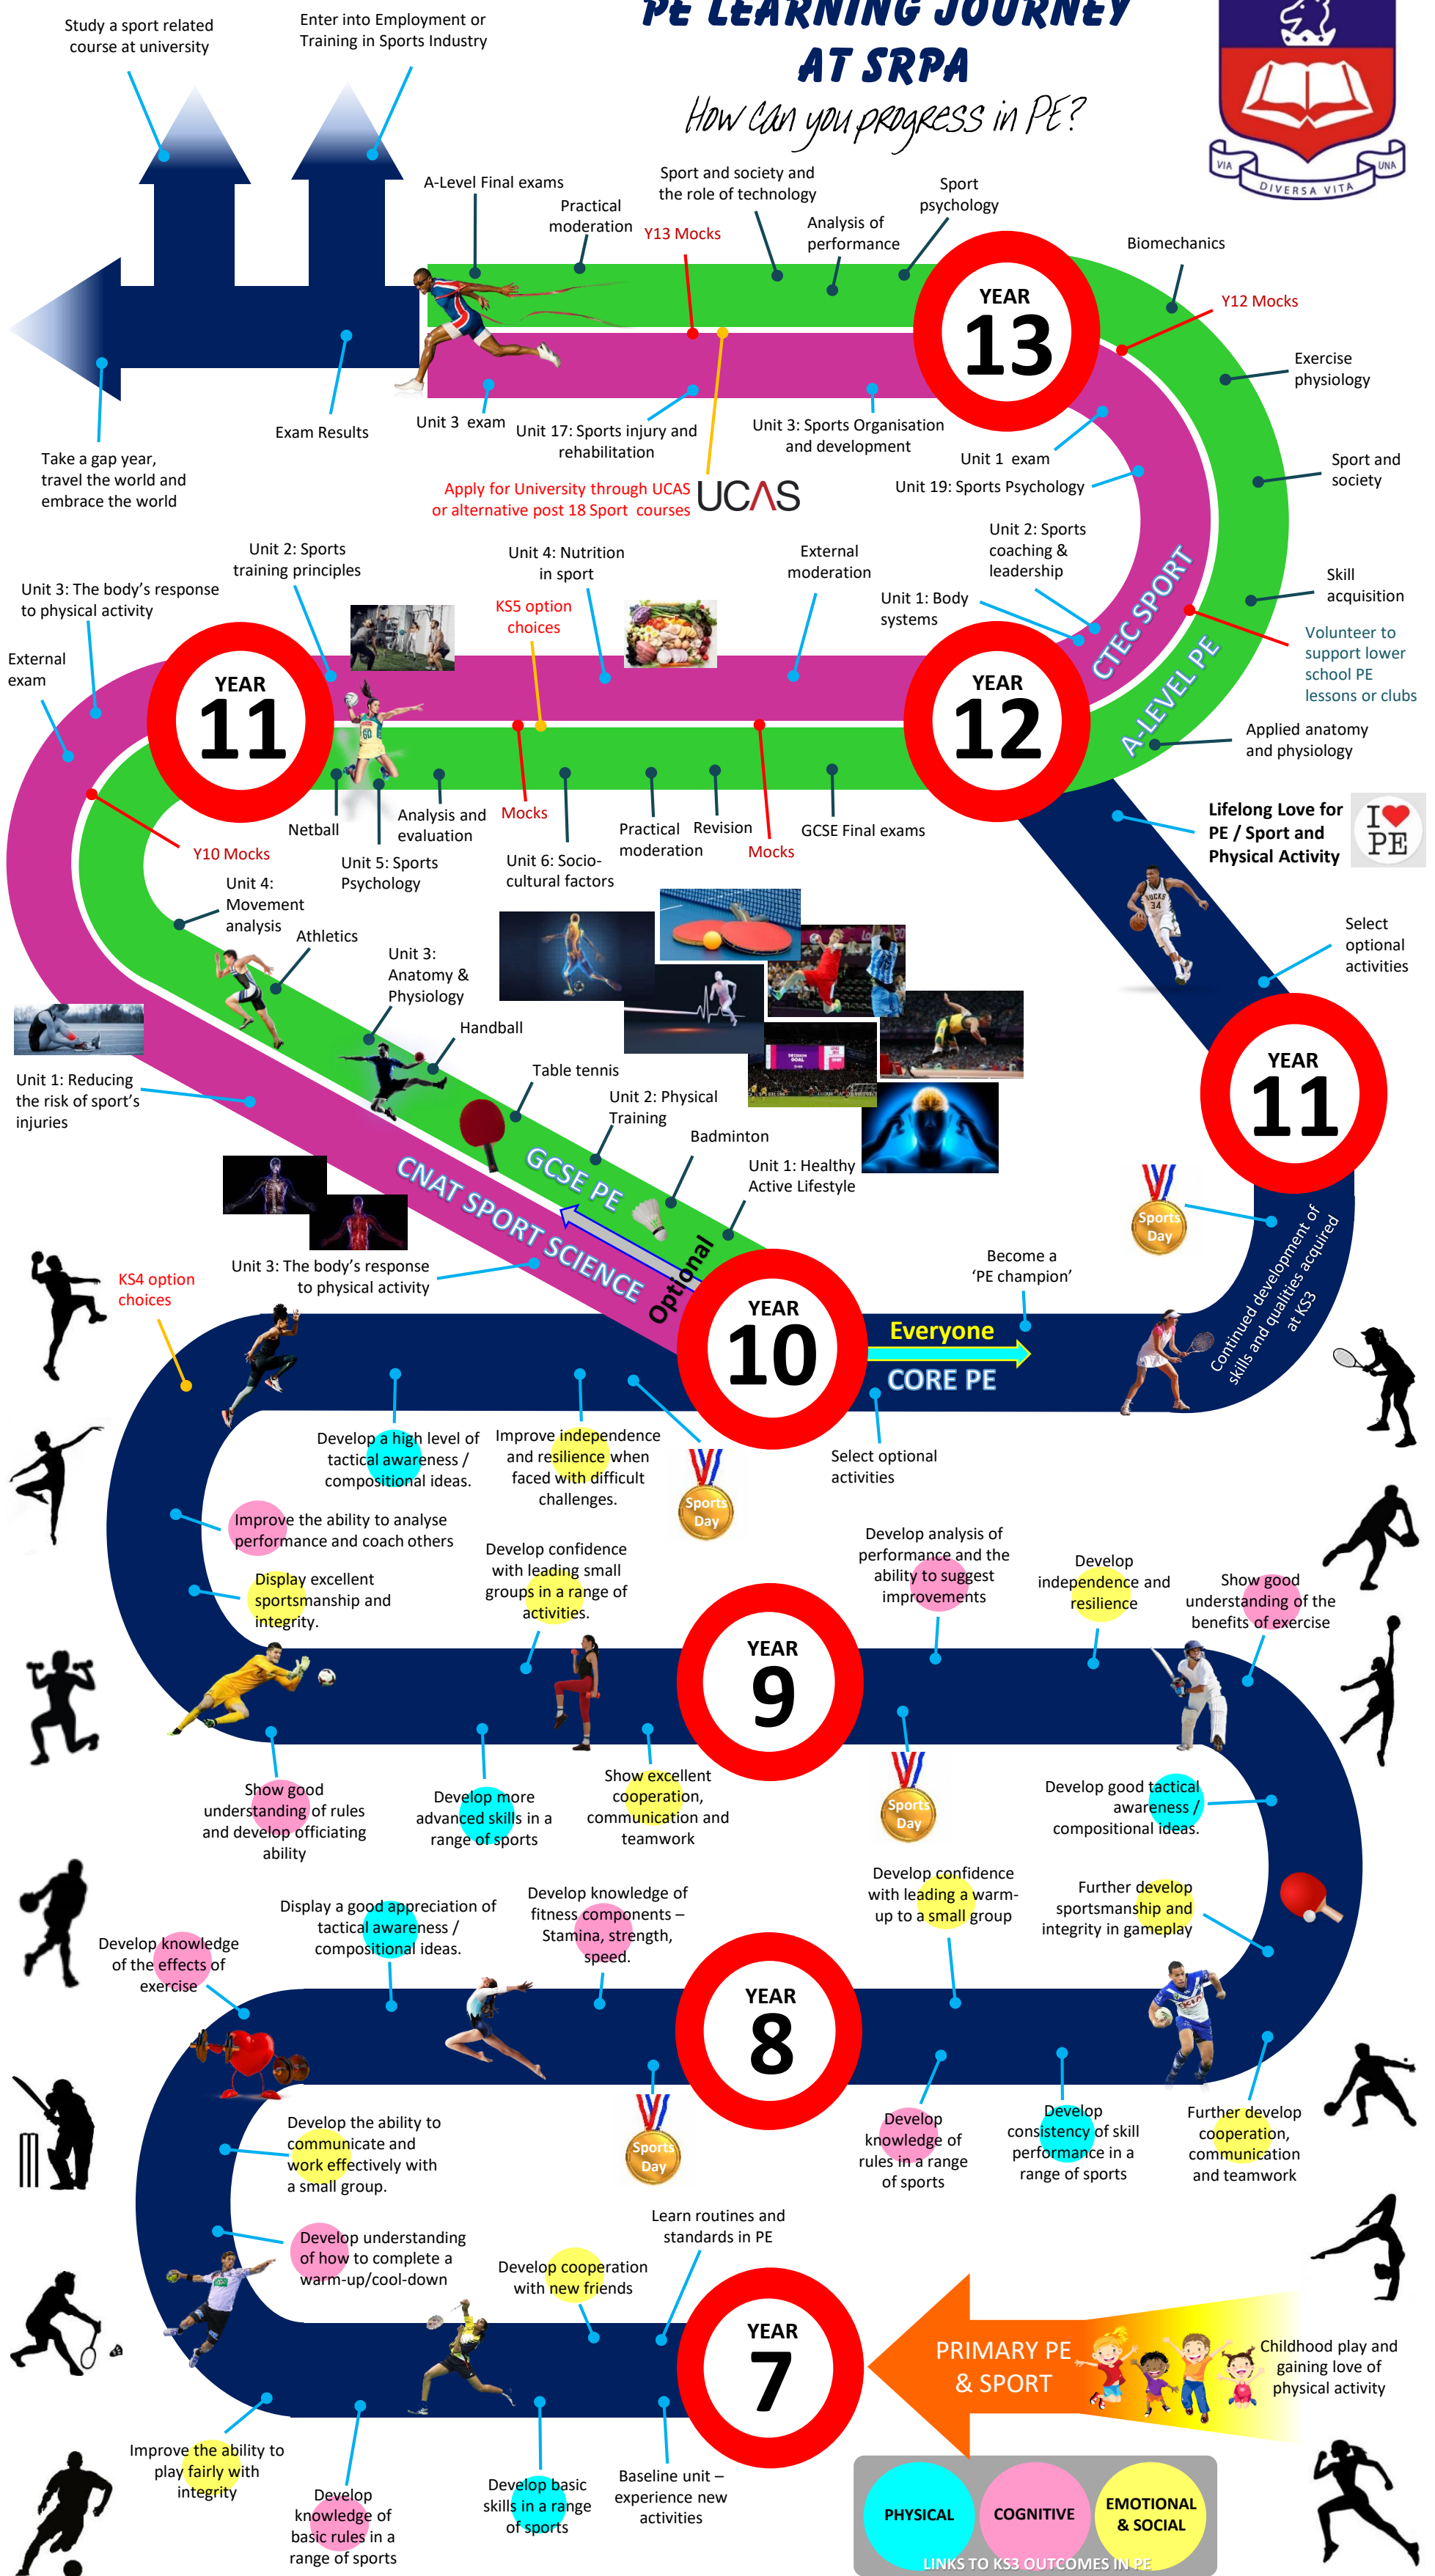 PE LEARNING JOURNEY
AT SRPA
How can you progress in PE?
VIA
DIVERSA VITA
UNA
Study a sport related
course at university
Enter into Employment or
Training in Sports Industry
A-Level Final exams
Practical
moderation
Y13 Mocks
Sport and society and
the role of technology
Analysis of
performance
Sport
psychology
YEAR
13
Biomechanics
Y12 Mocks
Exercise
physiology
Sport and
society
Skill
acquisition
Volunteer to
support lower
school PE
lessons or clubs
Applied anatomy
and physiology
Take a gap year,
travel the world and
embrace the world
Exam Results
Unit 3 exam
Unit 17: Sports injury and
rehabilitation
Unit 3: Sports Organisation
and development
Unit 1 exam
Unit 19: Sports Psychology
Apply for University through UCAS
or alternative post 18 Sport courses
UCAS
Unit 2: Sports
coaching &
leadership
Unit 1: Body
systems
CTEC SPORT
A-LEVEL PE
YEAR
12
External
moderation
Unit 4: Nutrition
in sport
KS5 option
choices
Unit 2: Sports
training principles
Unit 3: The body's response
to physical activity
External
exam
YEAR
11
Netball
Unit 5: Sports
Psychology
Analysis and
evaluation
Mocks
Unit 6: Socio-
cultural factors
Practical
moderation
Revision
Mocks
GCSE Final exams
Y10 Mocks
Unit 4:
Movement
analysis
Athletics
Unit 3:
Anatomy &
Physiology
Handball
Table tennis
Unit 2: Physical
Training
Badminton
Unit 1: Healthy
Active Lifestyle
Unit 1: Reducing
the risk of sport's
injuries
GCSE PE
CNAT SPORT SCIENCE
Optional
Unit 3: The body's response
to physical activity
Lifelong Love for
PE / Sport and
Physical Activity
I
PE
BUCKS
34
Select
optional
activities
YEAR
11
Sports
Day
Continued development of
skills and qualities acquired
at KS3
Become a
'PE champion'
YEAR
10
Everyone
CORE PE
Select optional
activities
KS4 option
choices
Develop a high level of
tactical awareness /
compositional ideas.
Improve independence
and resilience when
faced with difficult
challenges.
Sports
Day
Improve the ability to analyse
performance and coach others
Display excellent
sportsmanship and
integrity.
Develop confidence
with leading small
groups in a range of
activities.
YEAR
9
Develop analysis of
performance and the
ability to suggest
improvements
Develop
independence and
resilience
Show good
understanding of the
benefits of exercise
Show good
understanding of rules
and develop officiating
ability
Develop more
advanced skills in a
range of sports
Show excellent
cooperation,
communication and
teamwork
Sports
Day
Develop good tactical
awareness /
compositional ideas.
Further develop
sportsmanship and
integrity in gameplay
Develop confidence
with leading a warm-
up to a small group
Develop knowledge
of the effects of
exercise
Display a good appreciation of
tactical awareness /
compositional ideas.
Develop knowledge of
fitness components –
Stamina, strength,
speed.
YEAR
8
Develop
knowledge of
rules in a range
of sports
Develop
consistency of skill
performance in a
range of sports
Further develop
cooperation,
communication
and teamwork
Sports
Day
Develop the ability to
communicate and
work effectively with
a small group.
Develop understanding
of how to complete a
warm-up/cool-down
Develop cooperation
with new friends
Learn routines and
standards in PE
YEAR
7
PRIMARY PE
& SPORT
Childhood play and
gaining love of
physical activity
Improve the ability to
play fairly with
integrity
Develop
knowledge of
basic rules in a
range of sports
Develop basic
skills in a range
of sports
Baseline unit –
experience new
activities
PHYSICAL
COGNITIVE
EMOTIONAL
& SOCIAL
LINKS TO KS3 OUTCOMES IN PE